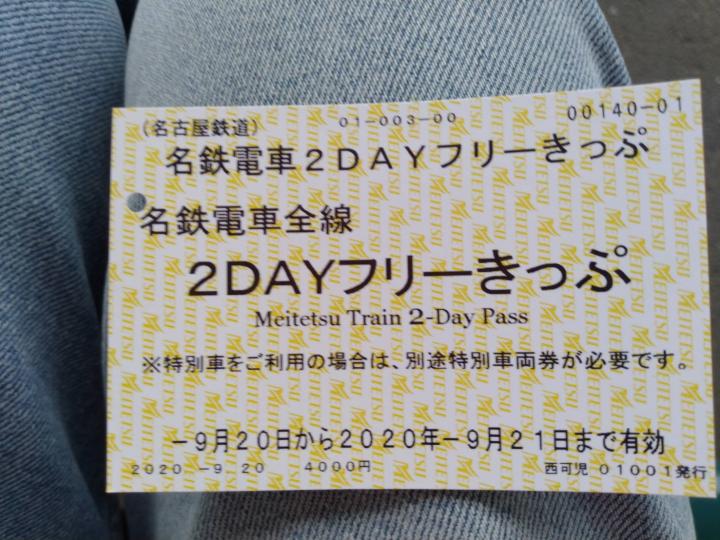 (名古屋鉄道)
01-003-00
00140-01
名鉄電車2DAYフリーきっぷ
名鉄電車全線
2DAYフリーきっぷ
Meitetsu Train 2-Day Pass
※特別車をご利用の場合は、別途特別車両券が必要です。
-9月20日から2020年-9月21日まで有効
2020 -9.20 4000円 西可児 01001発行